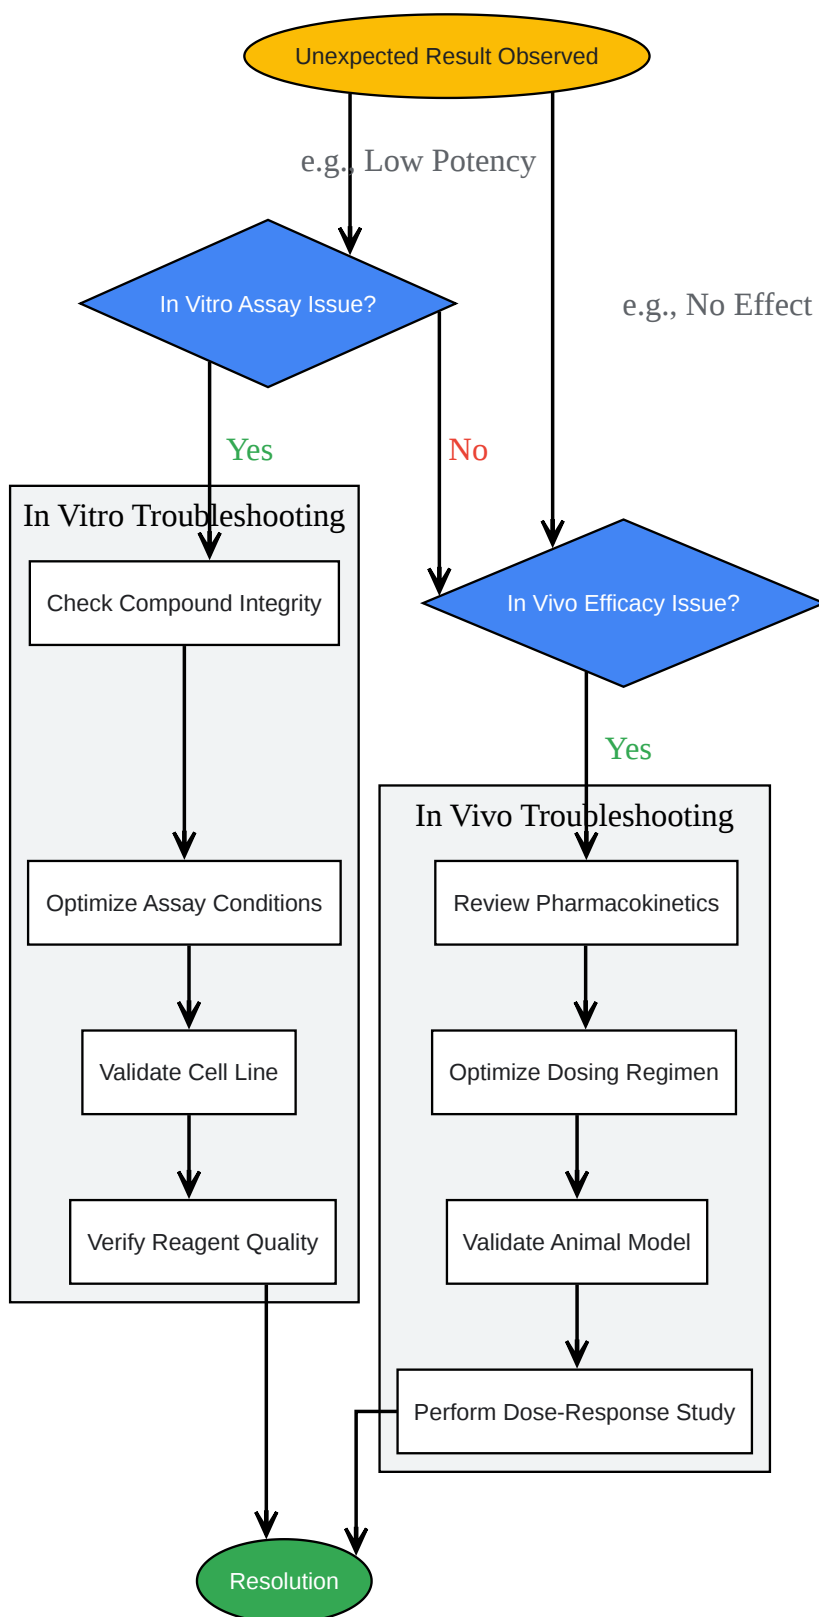 Unexpected Result Observed
e.g., Low Potency
In Vitro Assay Issue?
e.g., No Effect
Yes
No
In Vitro Troubleshooting
Check Compound Integrity
In Vivo Efficacy Issue?
Yes
In Vivo Troubleshooting
Optimize Assay Conditions
Review Pharmacokinetics
Validate Cell Line
Optimize Dosing Regimen
Verify Reagent Quality
Validate Animal Model
Perform Dose-Response Study
Resolution